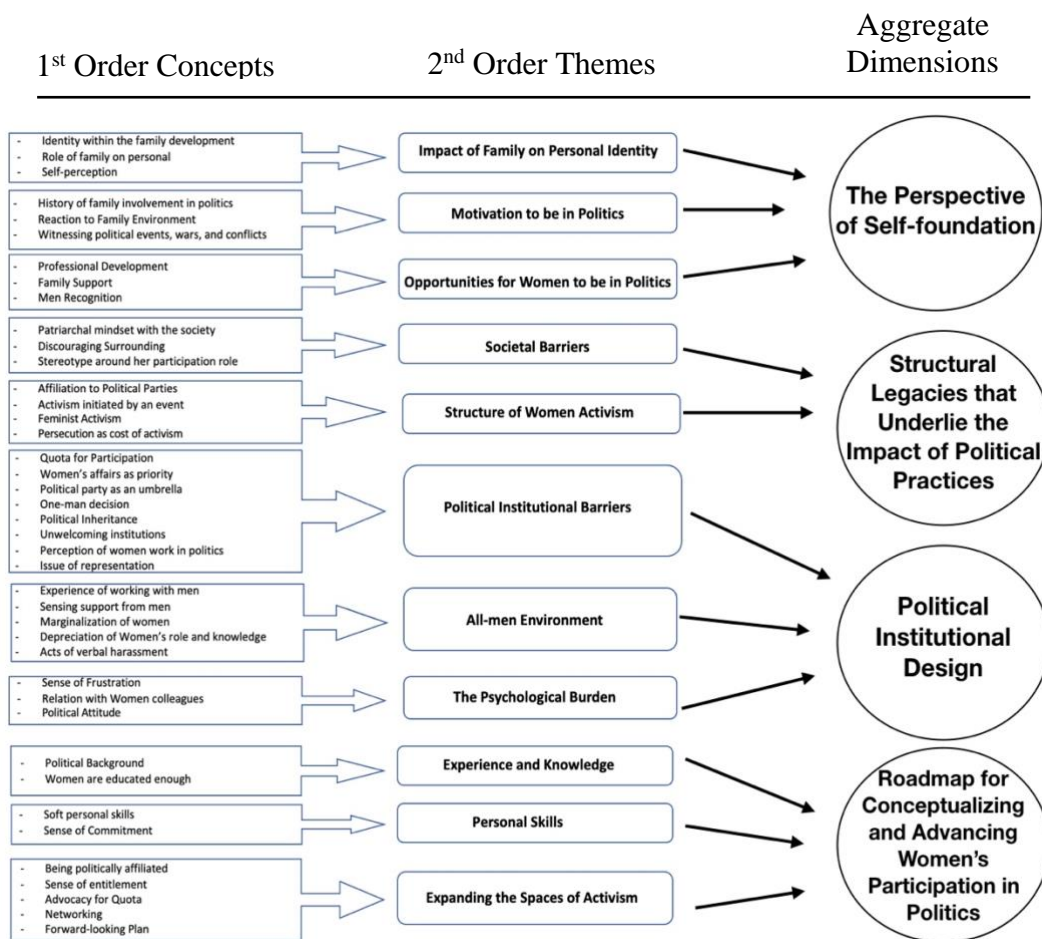 1st Order Concepts
2nd Order Themes
Aggregate
Dimensions
- Identity within the family development
- Role of family on personal
- Self-perception
Impact of Family on Personal Identity
- History of family involvement in politics
- Reaction to Family Environment
- Witnessing political events, wars, and conflicts
Motivation to be in Politics
- Professional Development
- Family Support
- Men Recognition
Opportunities for Women to be in Politics
The Perspective
of Self-foundation
- Patriarchal mindset with the society
- Discouraging Surrounding
- Stereotype around her participation role
Societal Barriers
- Affiliation to Political Parties
- Activism initiated by an event
- Feminist Activism
- Persecution as cost of activism
Structure of Women Activism
Structural
Legacies that
Underlie the
Impact of Political
Practices
- Quota for Participation
- Women's affairs as priority
- Political party as an umbrella
- One-man decision
- Political Inheritance
- Unwelcoming institutions
- Perception of women work in politics
- Issue of representation
Political Institutional Barriers
- Experience of working with men
- Sensing support from men
- Marginalization of women
- Depreciation of Women's role and knowledge
- Acts of verbal harassment
All-men Environment
- Sense of Frustration
- Relation with Women colleagues
- Political Attitude
The Psychological Burden
Political
Institutional
Design
- Political Background
- Women are educated enough
Experience and Knowledge
- Soft personal skills
- Sense of Commitment
Personal Skills
- Being politically affiliated
- Sense of entitlement
- Advocacy for Quota
- Networking
- Forward-looking Plan
Expanding the Spaces of Activism
Roadmap for
Conceptualizing
and Advancing
Women's
Participation in
Politics